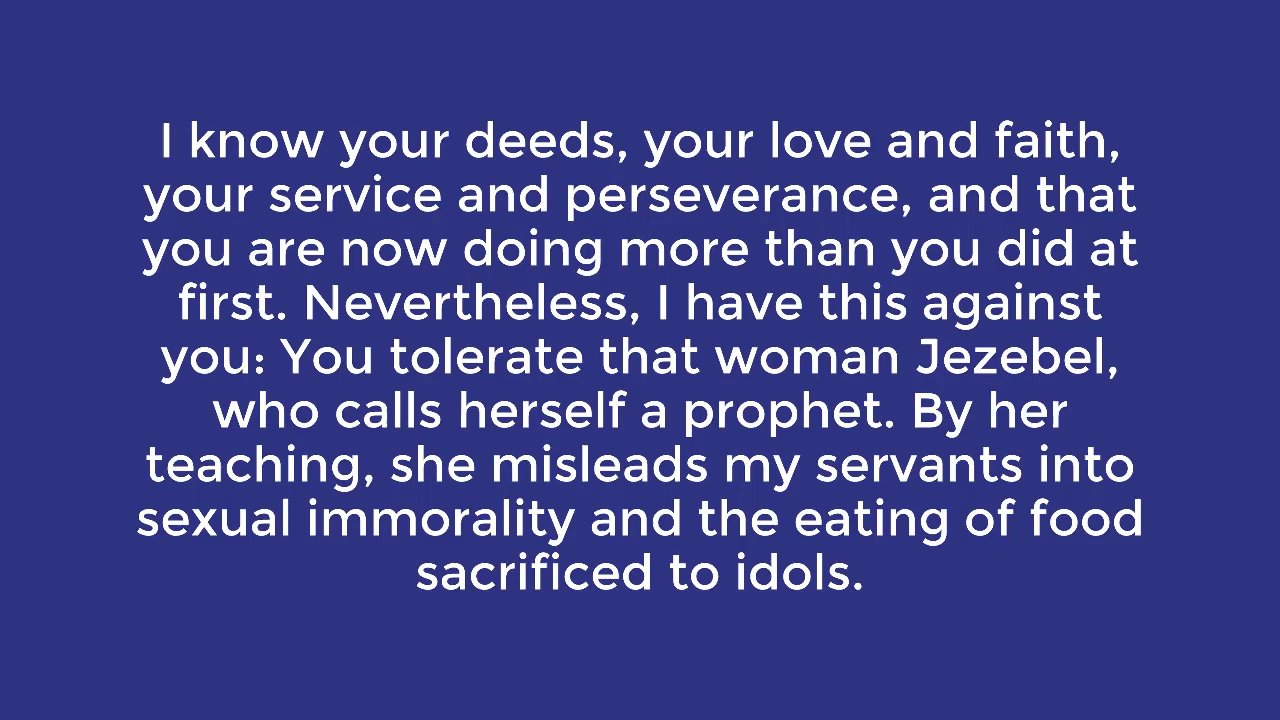 I know your deeds, your love and faith,
your service and perseverance, and that
you are now doing more than you did at
first. Nevertheless, I have this against
you: You tolerate that woman Jezebel,
who calls herself a prophet. By her
teaching, she misleads my servants into
sexual immorality and the eating of food
sacrificed to idols.